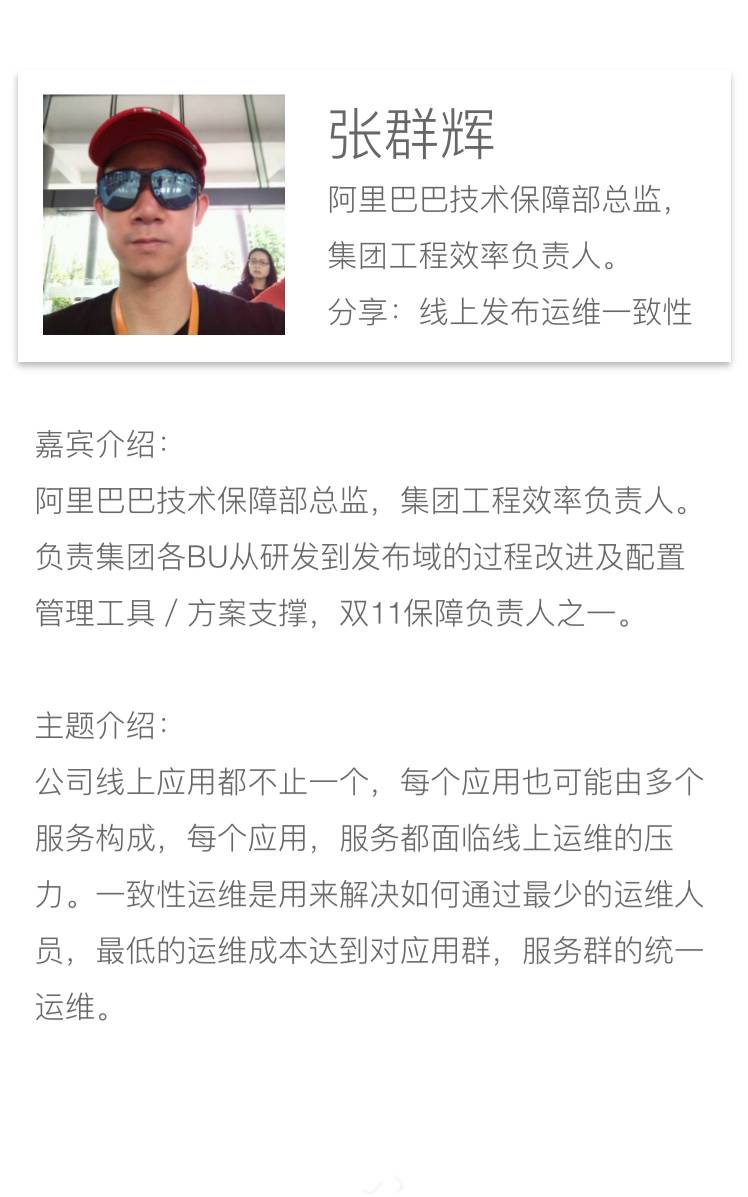 张群辉
阿里巴巴技术保障部总监，
集团工程效率负责人。
分享：线上发布运维一致性
嘉宾介绍：
阿里巴巴技术保障部总监，集团工程效率负责人。
负责集团各BU从研发到发布域的过程改进及配置
管理工具 / 方案支撑，双11保障负责人之一。
主题介绍：
公司线上应用都不止一个，每个应用也可能由多个
服务构成，每个应用，服务都面临线上运维的压
力。一致性运维是用来解决如何通过最少的运维人
员，最低的运维成本达到对应用群，服务群的统一
运维。